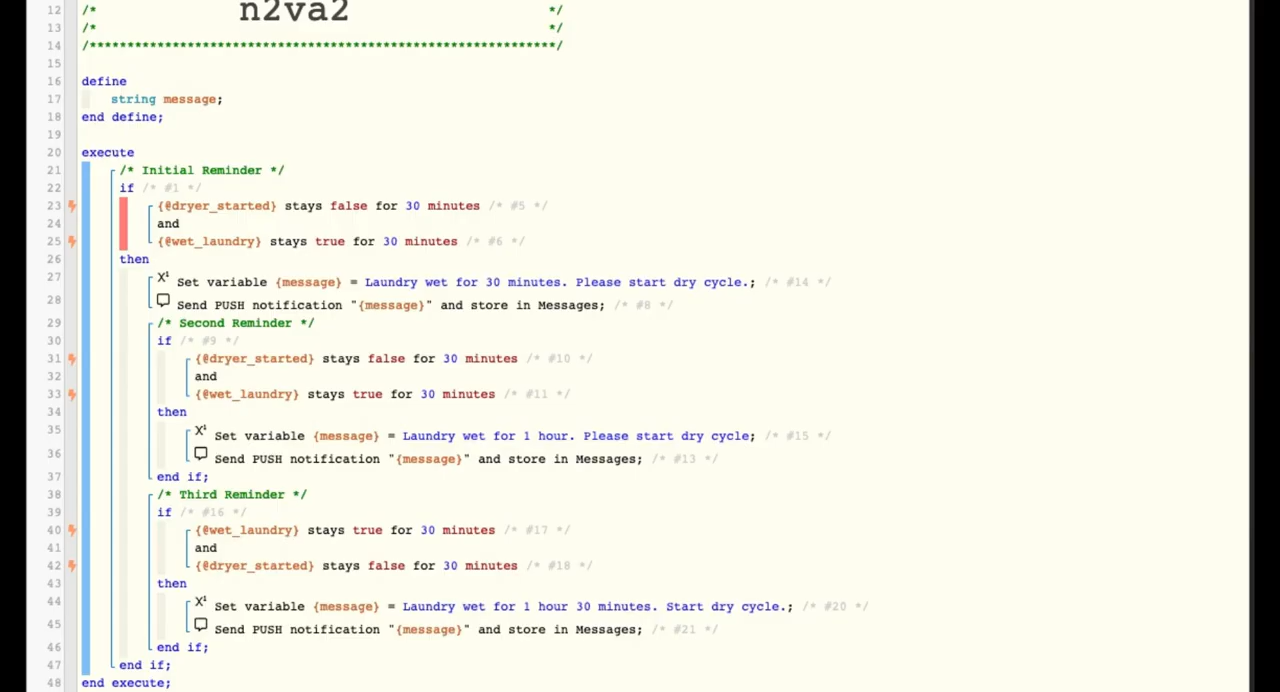 12 /* n2va2 */
13 /* */
14 /**************************************************************/
15
16 define
17 string message;
18 end define;
19
20 execute
21 /* Initial Reminder */
22 if /* #1 */
23 {@dryer_started} stays false for 30 minutes /* #5 */
24 and
25 {@wet_laundry} stays true for 30 minutes /* #6 */
26 then
27 X¹ Set variable {message} = Laundry wet for 30 minutes. Please start dry cycle.; /* #14 */
28 Send PUSH notification "{message}" and store in Messages; /* #8 */
29 /* Second Reminder */
30 if /* #9 */
31 {@dryer_started} stays false for 30 minutes /* #10 */
32 and
33 {@wet_laundry} stays true for 30 minutes /* #11 */
34 then
35 X¹ Set variable {message} = Laundry wet for 1 hour. Please start dry cycle; /* #15 */
36 Send PUSH notification "{message}" and store in Messages; /* #13 */
37 end if;
38 /* Third Reminder */
39 if /* #16 */
40 {@wet_laundry} stays true for 30 minutes /* #17 */
41 and
42 {@dryer_started} stays false for 30 minutes /* #18 */
43 then
44 X¹ Set variable {message} = Laundry wet for 1 hour 30 minutes. Start dry cycle.; /* #20 */
45 Send PUSH notification "{message}" and store in Messages; /* #21 */
46 end if;
47 end if;
48 end execute;